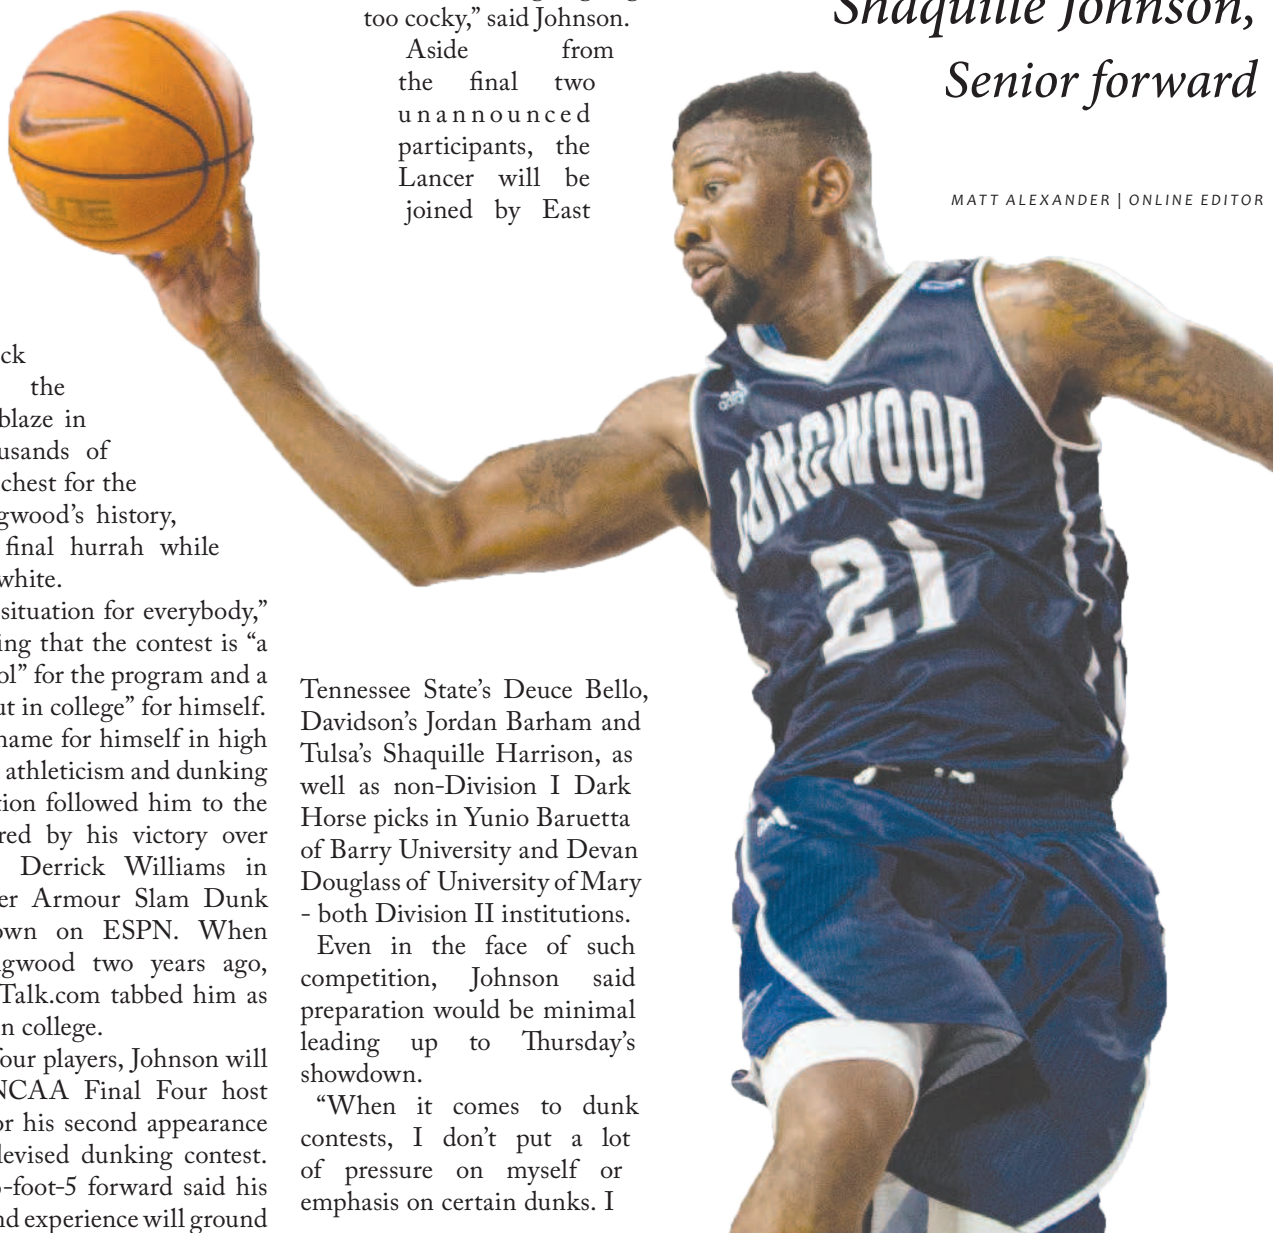 too cocky,” said Johnson.
Aside from
the final two
unannounced
participants, the
Lancer will be
joined by East
Shaquille Johnson,
Senior forward
MATT ALEXANDER | ONLINE EDITOR
ck
the
blaze in
usands of
chest for the
gwood’s history,
final hurrah while
white.
situation for everybody,”
ing that the contest is “a
ol” for the program and a
ut in college” for himself.
name for himself in high
athleticism and dunking
tion followed him to the
red by his victory over
Derrick Williams in
er Armour Slam Dunk
own on ESPN. When
gwood two years ago,
Talk.com tabbed him as
in college.
four players, Johnson will
NCAA Final Four host
or his second appearance
levised dunking contest.
-foot-5 forward said his
nd experience will ground
Tennessee State’s Deuce Bello,
Davidson’s Jordan Barham and
Tulsa’s Shaquille Harrison, as
well as non-Division I Dark
Horse picks in Yunio Baruetta
of Barry University and Devan
Douglass of University of Mary
- both Division II institutions.
Even in the face of such
competition, Johnson said
preparation would be minimal
leading up to Thursday’s
showdown.
“When it comes to dunk
contests, I don’t put a lot
of pressure on myself or
emphasis on certain dunks. I
ELITE
adidas
LONGWOOD
21